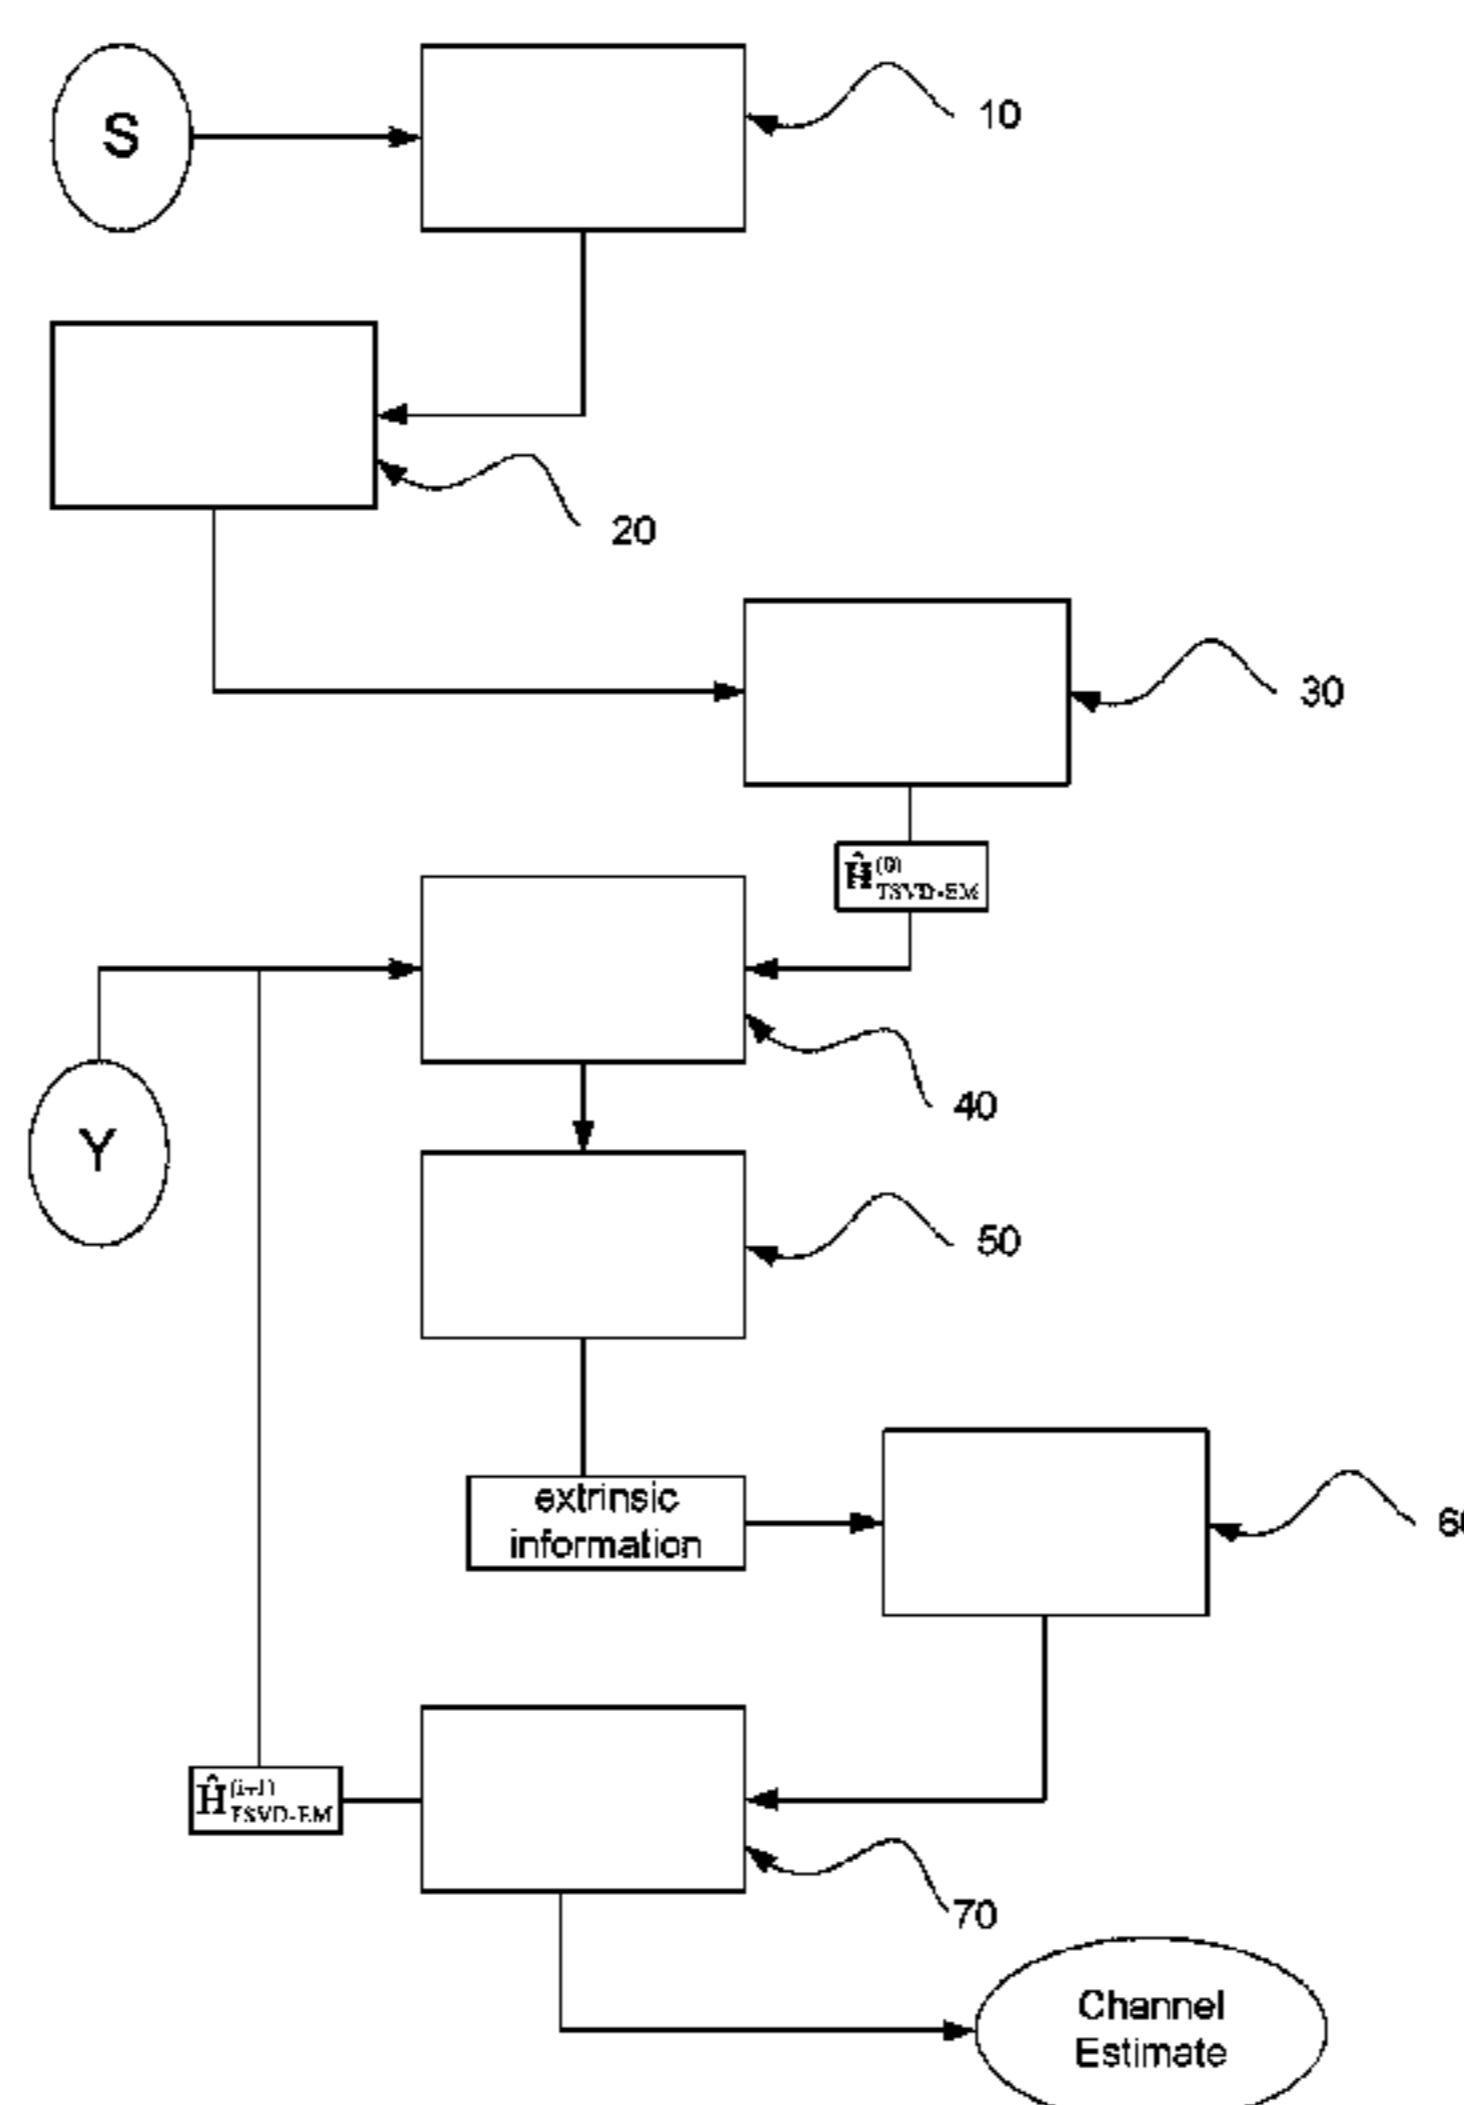 S
10
20
30
Ĥ(0)TSVD-EM
40
Y
50
extrinsic
information
Ĥ(i+1)TSVD-EM
70
Channel
Estimate